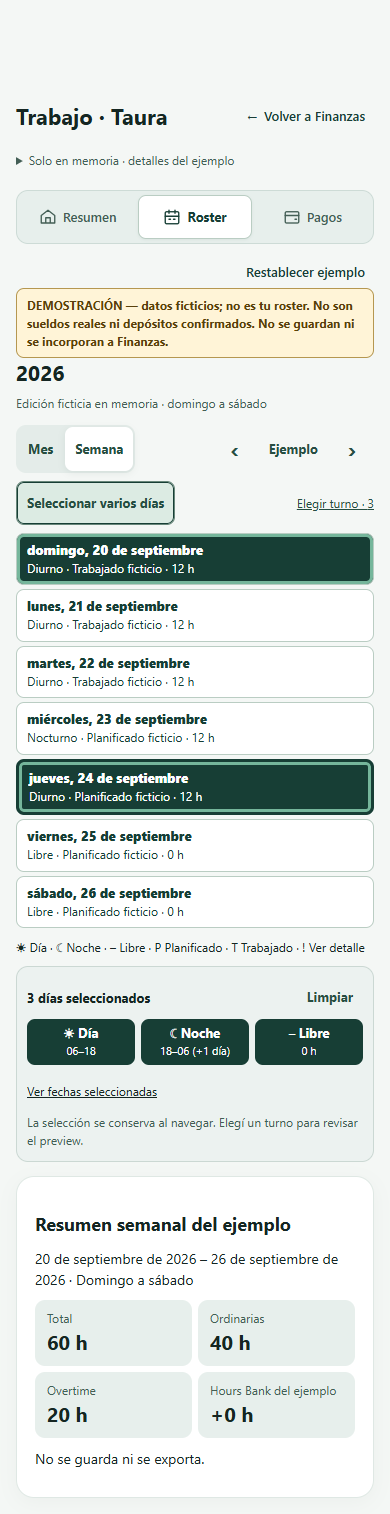 Trabajo · Taura
← Volver a Finanzas
▶ Solo en memoria · detalles del ejemplo
Resumen
Roster
Pagos
Restablecer ejemplo
DEMOSTRACIÓN — datos ficticios; no es tu roster. No son
sueldos reales ni depósitos confirmados. No se guardan ni
se incorporan a Finanzas.
2026
Edición ficticia en memoria · domingo a sábado
Mes
Semana
‹
Ejemplo
›
Seleccionar varios días
Elegir turno · 3
domingo, 20 de septiembre
Diurno · Trabajado ficticio · 12 h
lunes, 21 de septiembre
Diurno · Trabajado ficticio · 12 h
martes, 22 de septiembre
Diurno · Trabajado ficticio · 12 h
miércoles, 23 de septiembre
Nocturno · Planificado ficticio · 12 h
jueves, 24 de septiembre
Diurno · Planificado ficticio · 12 h
viernes, 25 de septiembre
Libre · Planificado ficticio · 0 h
sábado, 26 de septiembre
Libre · Planificado ficticio · 0 h
☀ Día · ☾ Noche · – Libre · P Planificado · T Trabajado · ! Ver detalle
3 días seleccionados
Limpiar
☀ Día
06–18
☾ Noche
18–06 (+1 día)
– Libre
0 h
Ver fechas seleccionadas
La selección se conserva al navegar. Elegí un turno para revisar
el preview.
Resumen semanal del ejemplo
20 de septiembre de 2026 – 26 de septiembre de
2026 · Domingo a sábado
Total
60 h
Ordinarias
40 h
Overtime
20 h
Hours Bank del ejemplo
+0 h
No se guarda ni se exporta.